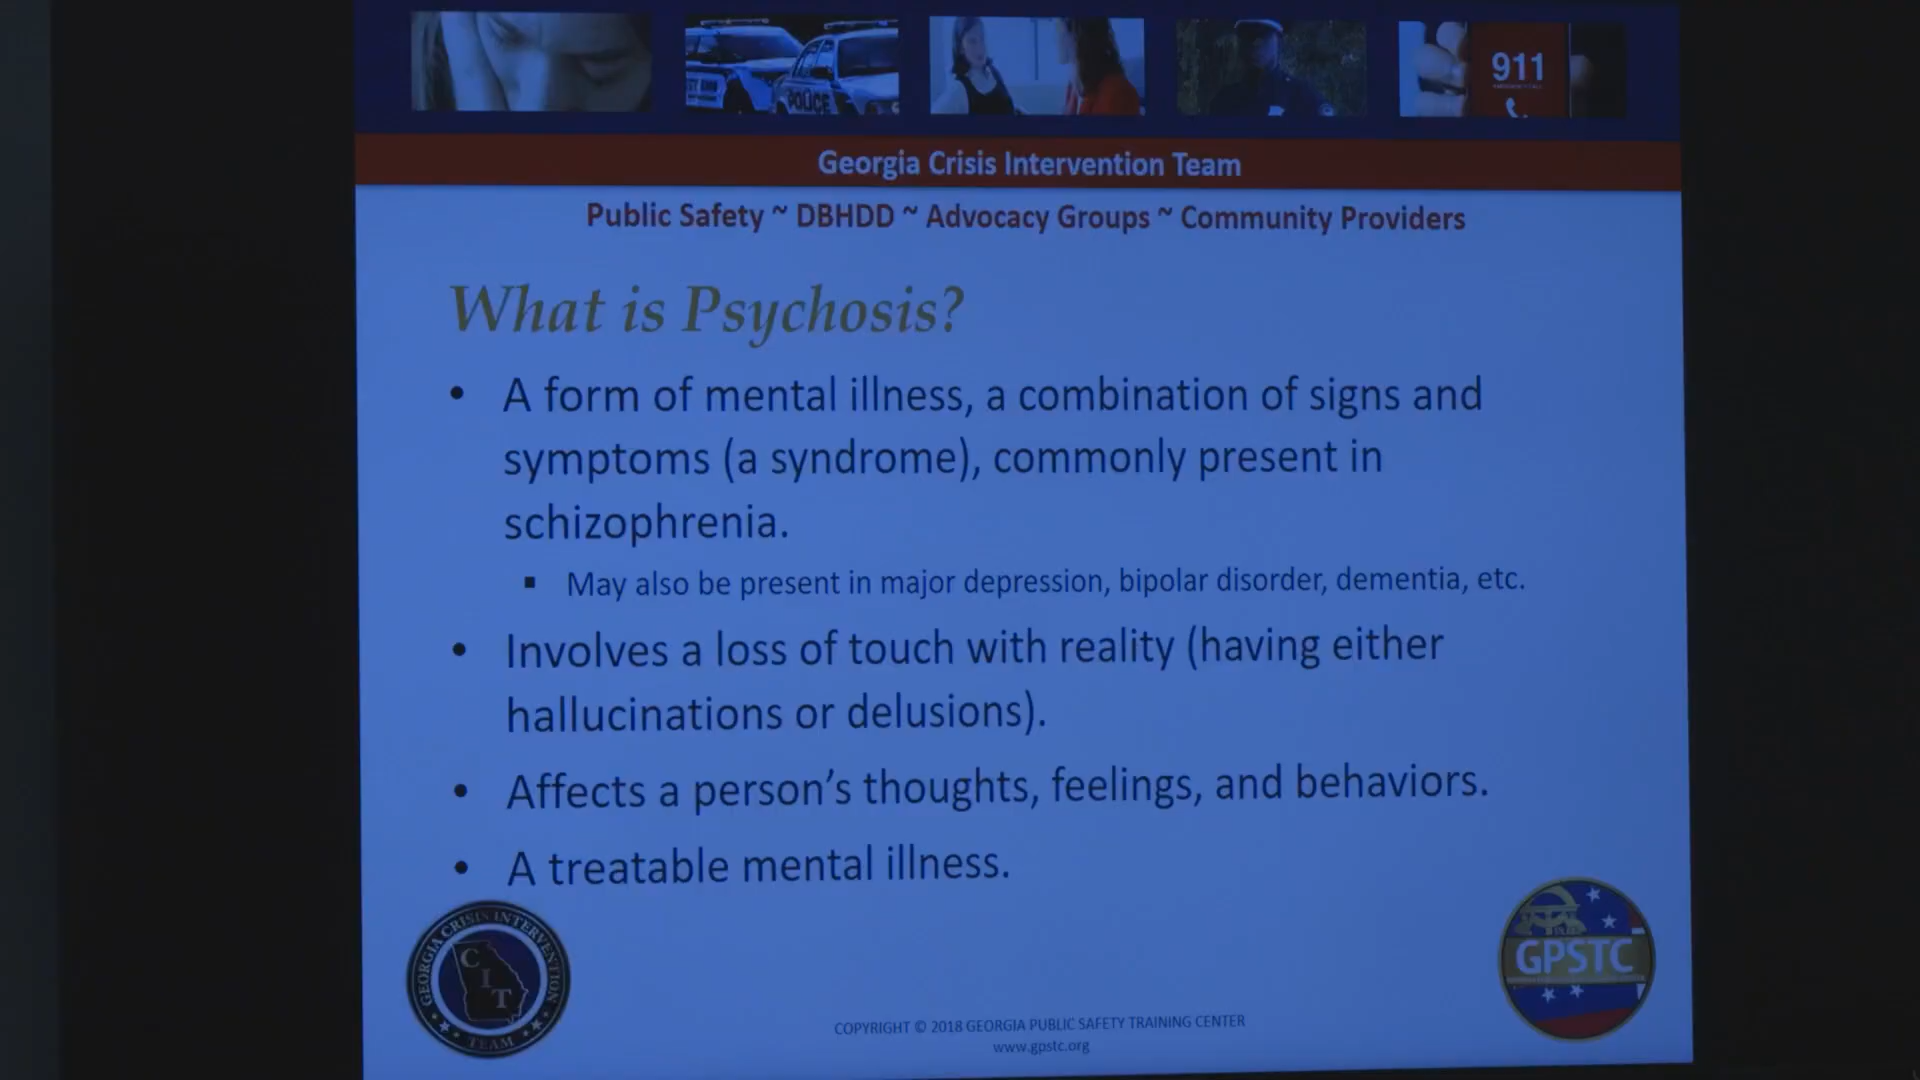 POLICE
911
EMERGENCY CALL
Georgia Crisis Intervention Team
Public Safety ~ DBHDD ~ Advocacy Groups ~ Community Providers
What is Psychosis?
• A form of mental illness, a combination of signs and
symptoms (a syndrome), commonly present in
schizophrenia.
▪ May also be present in major depression, bipolar disorder, dementia, etc.
• Involves a loss of touch with reality (having either
hallucinations or delusions).
• Affects a person’s thoughts, feelings, and behaviors.
• A treatable mental illness.
GEORGIA CRISIS INTERVENTION
CIT
TEAM
GPSTC
COPYRIGHT © 2018 GEORGIA PUBLIC SAFETY TRAINING CENTER
www.gpstc.org